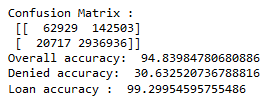 Confusion Matrix :
[[  62929  142503]
[  20717 2936936]]
Overall accuracy:  94.83984780680886
Denied accuracy:  30.632520736788816
Loan accuracy :  99.29954595755486